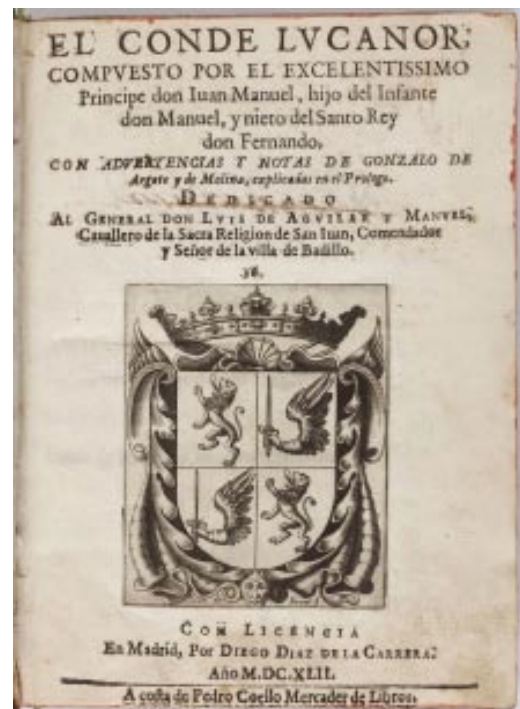 EL CONDE LVCANOR;
COMPVESTO POR EL EXCELENTISSIMO
Principe don Iuan Manuel, hijo del Infante
don Manuel, y nieto del Santo Rey
don Fernando,
CON ADVERTENCIAS Y NOTAS DE GONZALO DE
Argote y de Molina, explicadas en el Prologo.
DEDICADO
AL GENERAL DON LVIS DE AGVILAR Y MANVEL,
Cauallero de la Sacra Religion de San Iuan, Comendador
y Señor de la villa de Badillo.
38.
CON LICENCIA
En Madrid, Por DIEGO DIAZ DE LA CARRERA.
Año M.DC.XLII.
A costa de Pedro Coello Mercader de Libros.